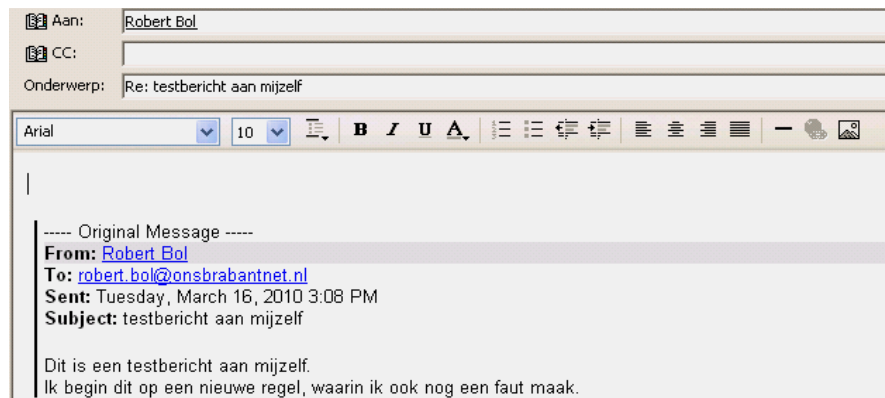 Aan: Robert Bol
CC:
Onderwerp: Re: testbericht aan mijzelf
Arial 10 B I U A
----- Original Message -----
From: Robert Bol
To: robert.bol@onsbrabantnet.nl
Sent: Tuesday, March 16, 2010 3:08 PM
Subject: testbericht aan mijzelf
Dit is een testbericht aan mijzelf.
Ik begin dit op een nieuwe regel, waarin ik ook nog een faut maak.